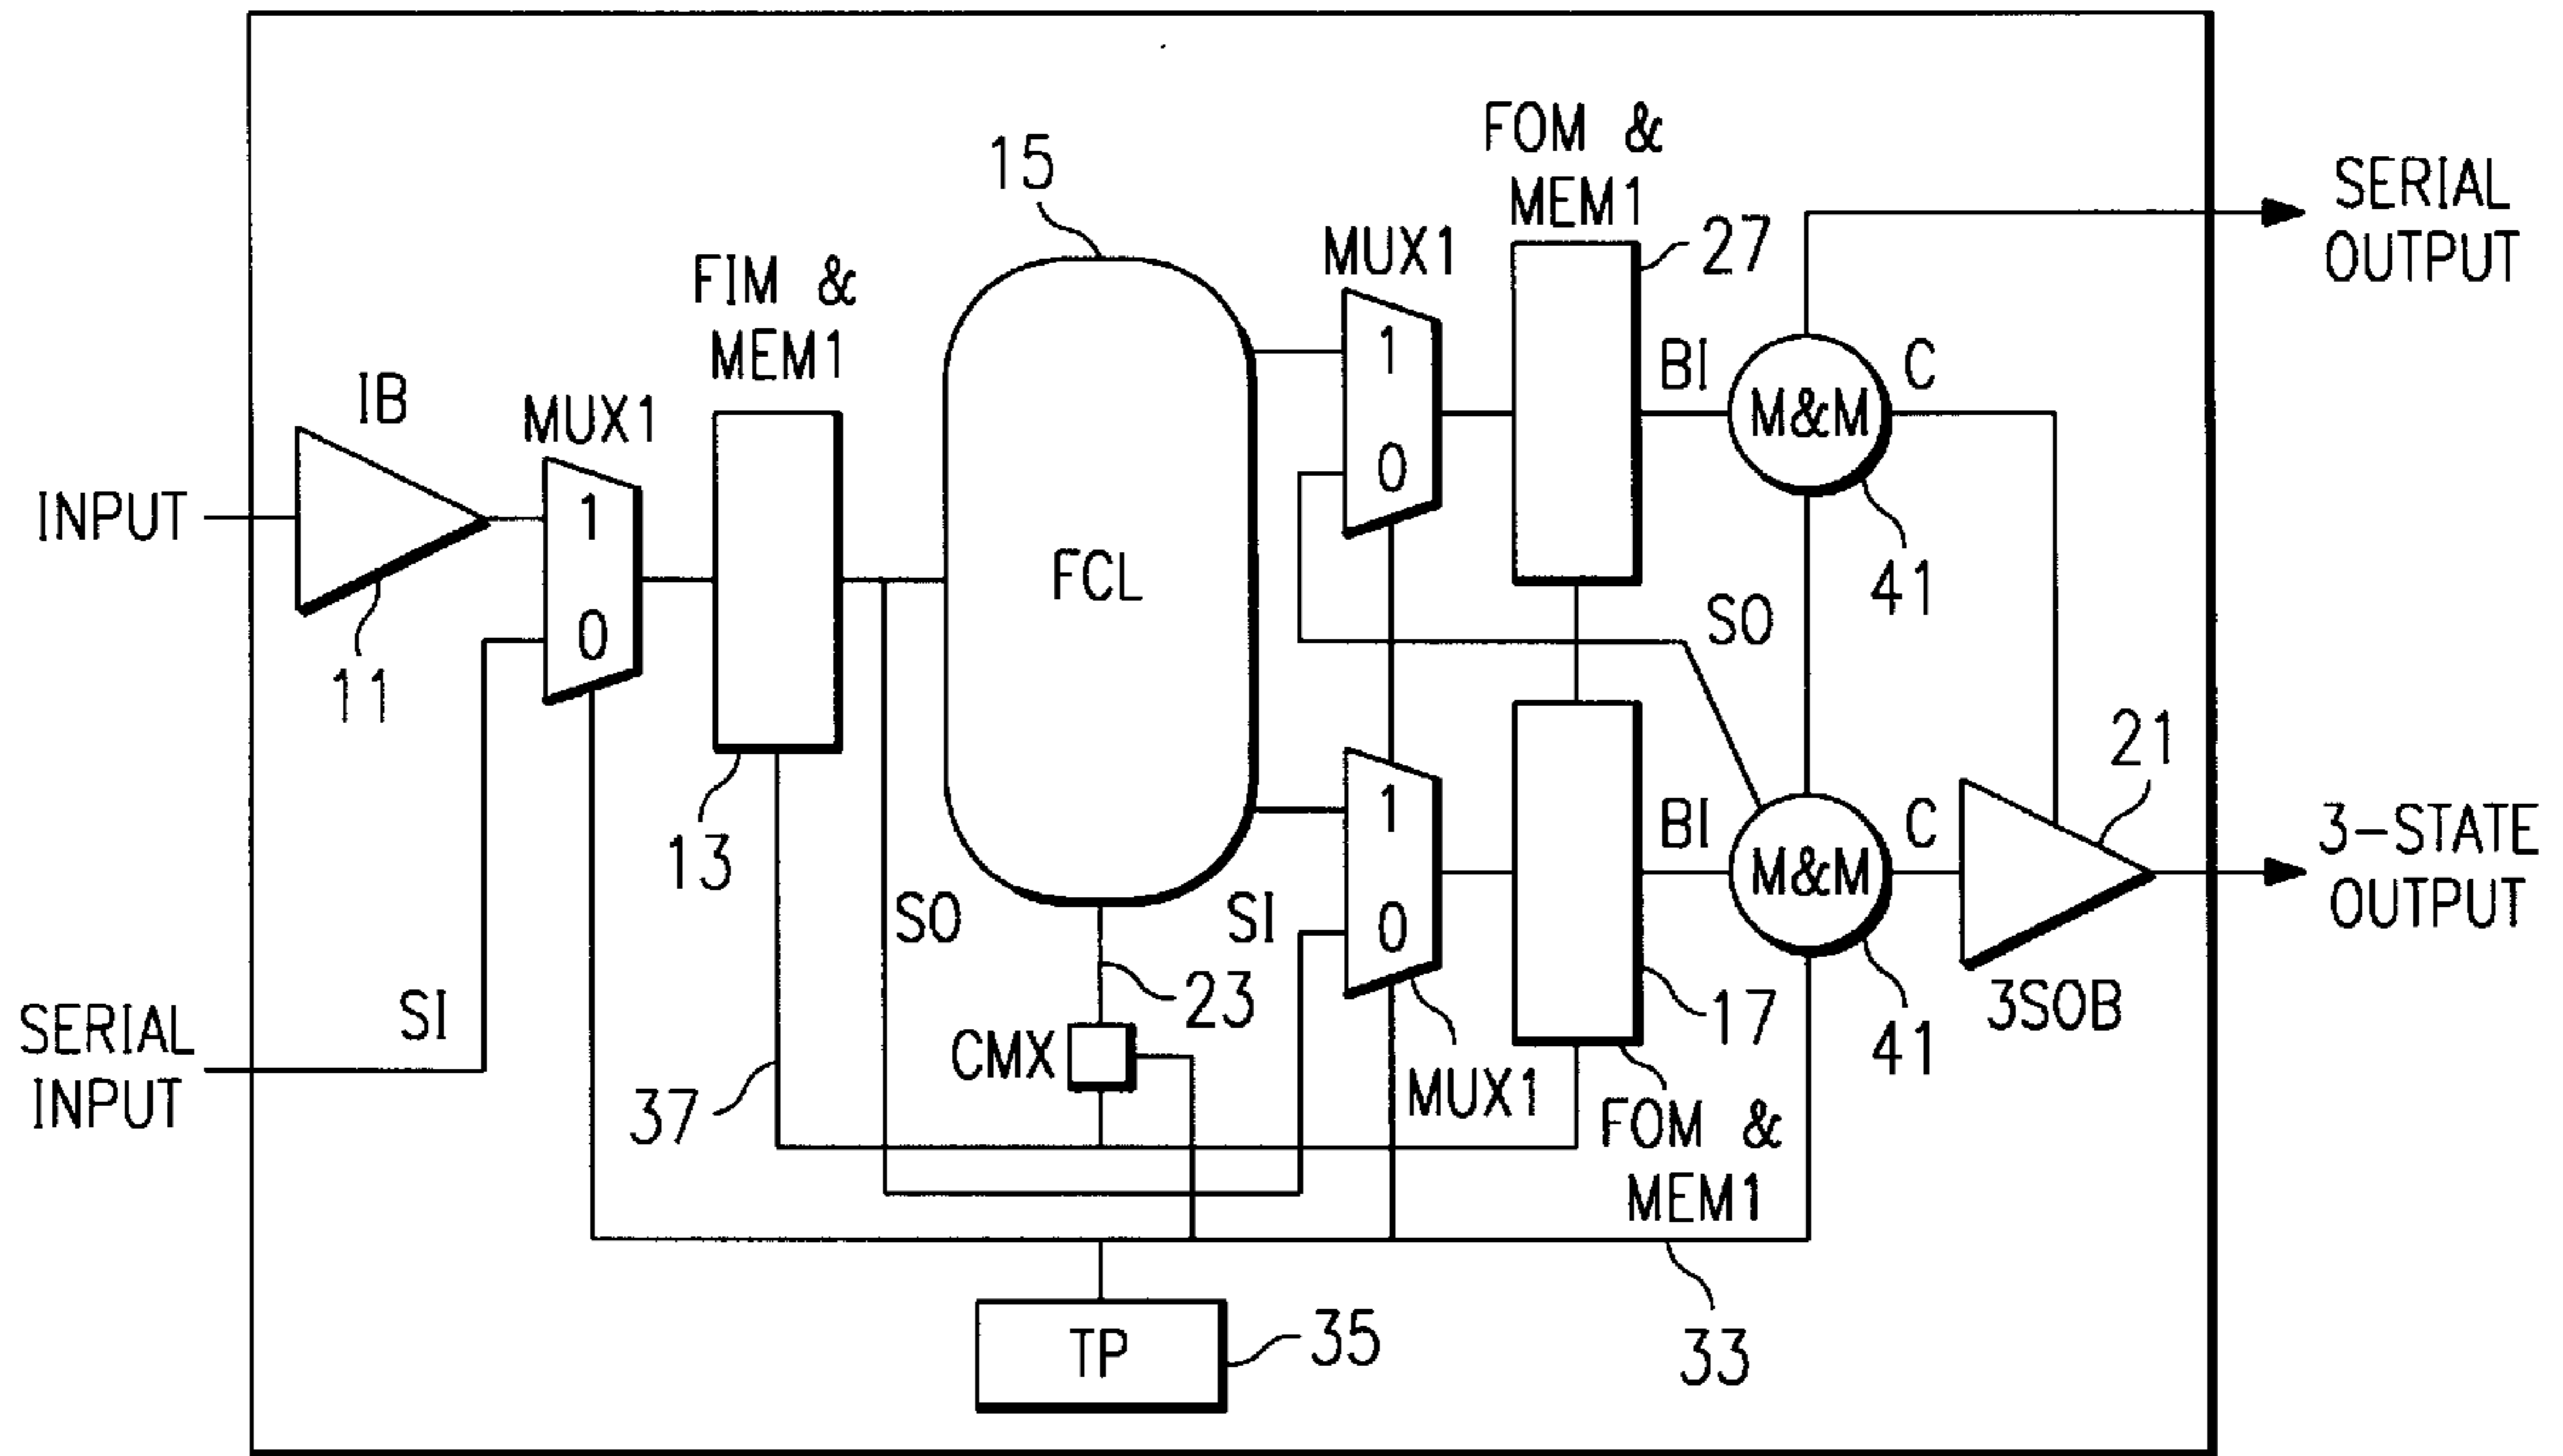 FOM &
MEM1
15
27
SERIAL
OUTPUT
MUX1
FIM &
MEM1
1
0
BI
M&M
C
41
IB
MUX1
1
0
INPUT
11
13
FCL
SO
21
3-STATE
OUTPUT
1
0
BI
M&M
C
41
3SOB
SO
SI
23
17
MUX1
FOM &
MEM1
SERIAL
INPUT
SI
CMX
37
TP
35
33